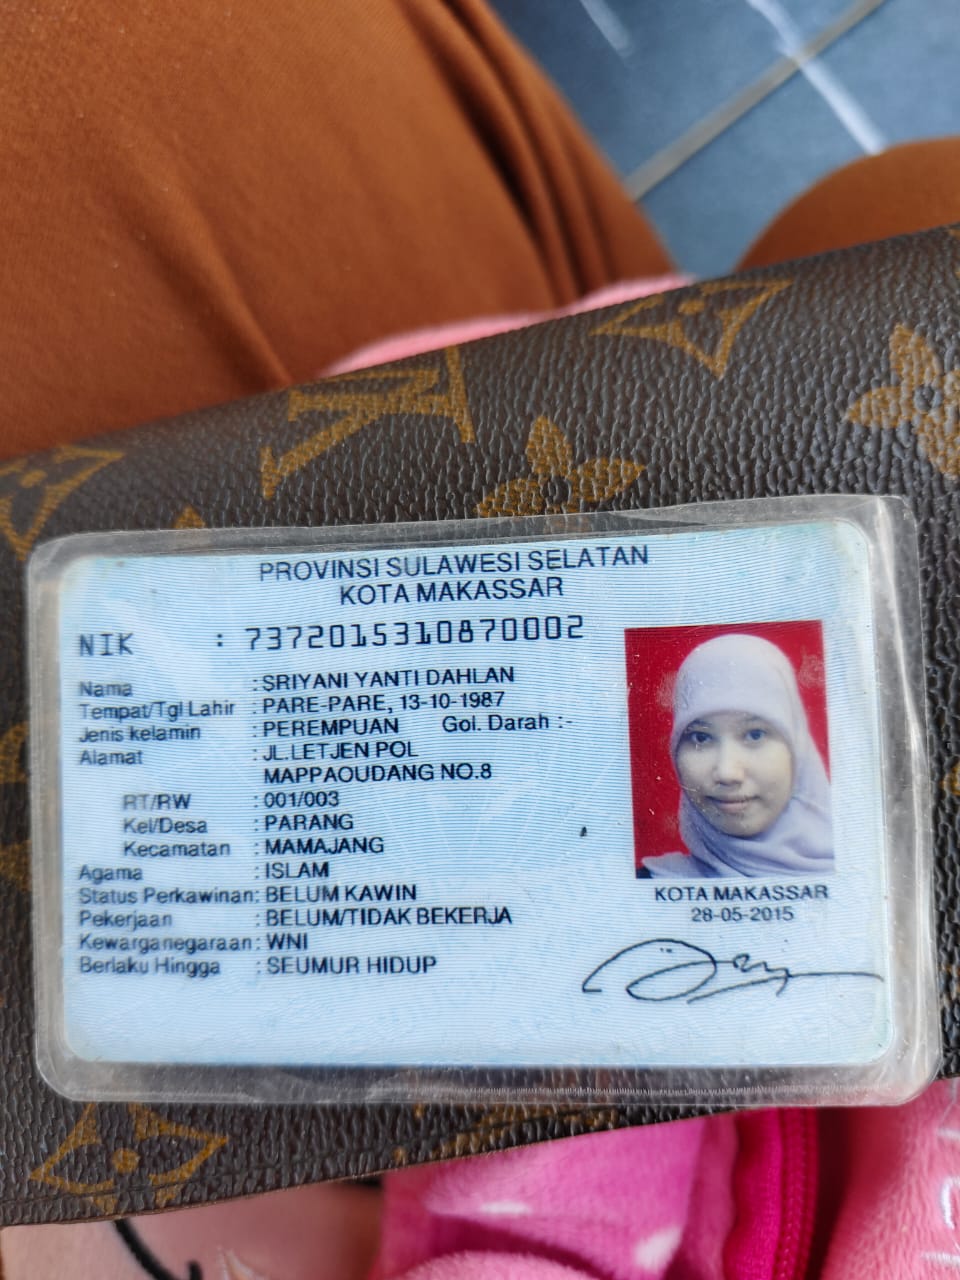 PROVINSI SULAWESI SELATAN
KOTA MAKASSAR
NIK : 7372015310870002
Nama : SRIYANI YANTI DAHLAN
Tempat/Tgl Lahir : PARE-PARE, 13-10-1987
Jenis kelamin : PEREMPUAN Gol. Darah : -
Alamat : JL.LETJEN POL
MAPPAOUDANG NO.8
RT/RW : 001/003
Kel/Desa : PARANG
Kecamatan : MAMAJANG
Agama : ISLAM
Status Perkawinan: BELUM KAWIN
Pekerjaan : BELUM/TIDAK BEKERJA
Kewarganegaraan: WNI
Berlaku Hingga : SEUMUR HIDUP
KOTA MAKASSAR
28-05-2015